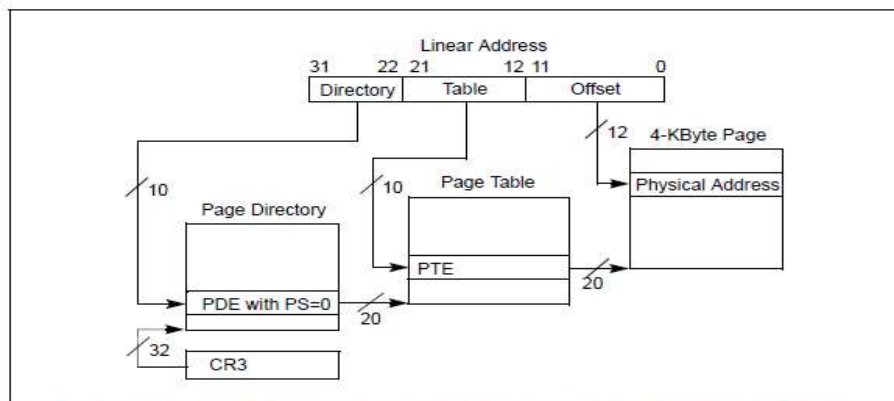 Linear Address
31 22 21 12 11 0
Directory Table Offset
12 4-KByte Page
10 10 Page Table Physical Address
Page Directory
PTE
PDE with PS=0 20 20
32 CR3